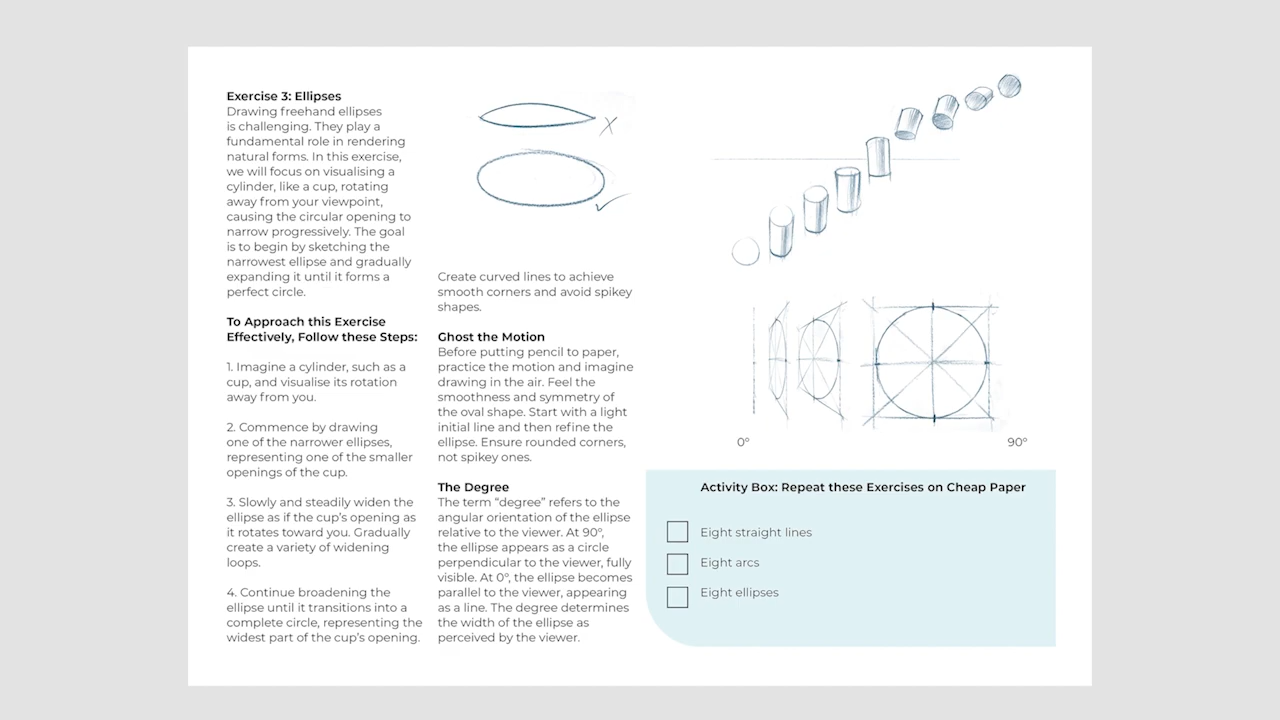 Exercise 3: Ellipses
Drawing freehand ellipses
is challenging. They play a
fundamental role in rendering
natural forms. In this exercise,
we will focus on visualising a
cylinder, like a cup, rotating
away from your viewpoint,
causing the circular opening to
narrow progressively. The goal
is to begin by sketching the
narrowest ellipse and gradually
expanding it until it forms a
perfect circle.
To Approach this Exercise
Effectively, Follow these Steps:
1. Imagine a cylinder, such as a
cup, and visualise its rotation
away from you.
2. Commence by drawing
one of the narrower ellipses,
representing one of the smaller
openings of the cup.
3. Slowly and steadily widen the
ellipse as if the cup's opening as
it rotates toward you. Gradually
create a variety of widening
loops.
4. Continue broadening the
ellipse until it transitions into a
complete circle, representing the
widest part of the cup's opening.
Create curved lines to achieve
smooth corners and avoid spikey
shapes.
Ghost the Motion
Before putting pencil to paper,
practice the motion and imagine
drawing in the air. Feel the
smoothness and symmetry of
the oval shape. Start with a light
initial line and then refine the
ellipse. Ensure rounded corners,
not spikey ones.
The Degree
The term “degree” refers to the
angular orientation of the ellipse
relative to the viewer. At 90°,
the ellipse appears as a circle
perpendicular to the viewer, fully
visible. At 0°, the ellipse becomes
parallel to the viewer, appearing
as a line. The degree determines
the width of the ellipse as
perceived by the viewer.
0°
90°
Activity Box: Repeat these Exercises on Cheap Paper
Eight straight lines
Eight arcs
Eight ellipses